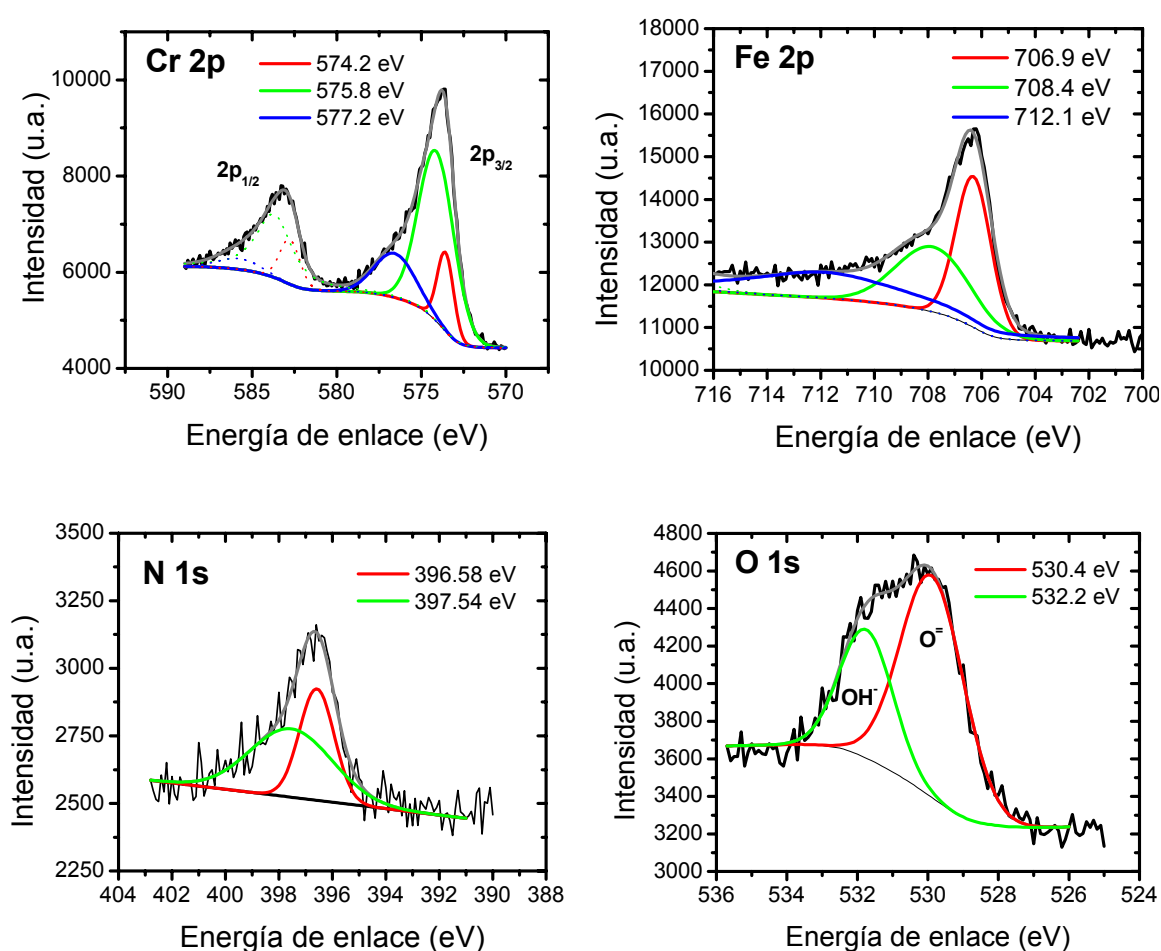 Cr 2p
574.2 eV
575.8 eV
577.2 eV
2p1/2
2p3/2
10000
8000
6000
4000
590 585 580 575 570
Intensidad (u.a.)
Energía de enlace (eV)
Fe 2p
706.9 eV
708.4 eV
712.1 eV
18000
17000
16000
15000
14000
13000
12000
11000
10000
716 714 712 710 708 706 704 702 700
Intensidad (u.a.)
Energía de enlace (eV)
N 1s
396.58 eV
397.54 eV
3500
3250
3000
2750
2500
2250
404 402 400 398 396 394 392 390 388
Intensidad (u.a.)
Energía de enlace (eV)
O 1s
530.4 eV
532.2 eV
O=
OH-
4800
4600
4400
4200
4000
3800
3600
3400
3200
3000
536 534 532 530 528 526 524
Intensidad (u.a.)
Energía de enlace (eV)